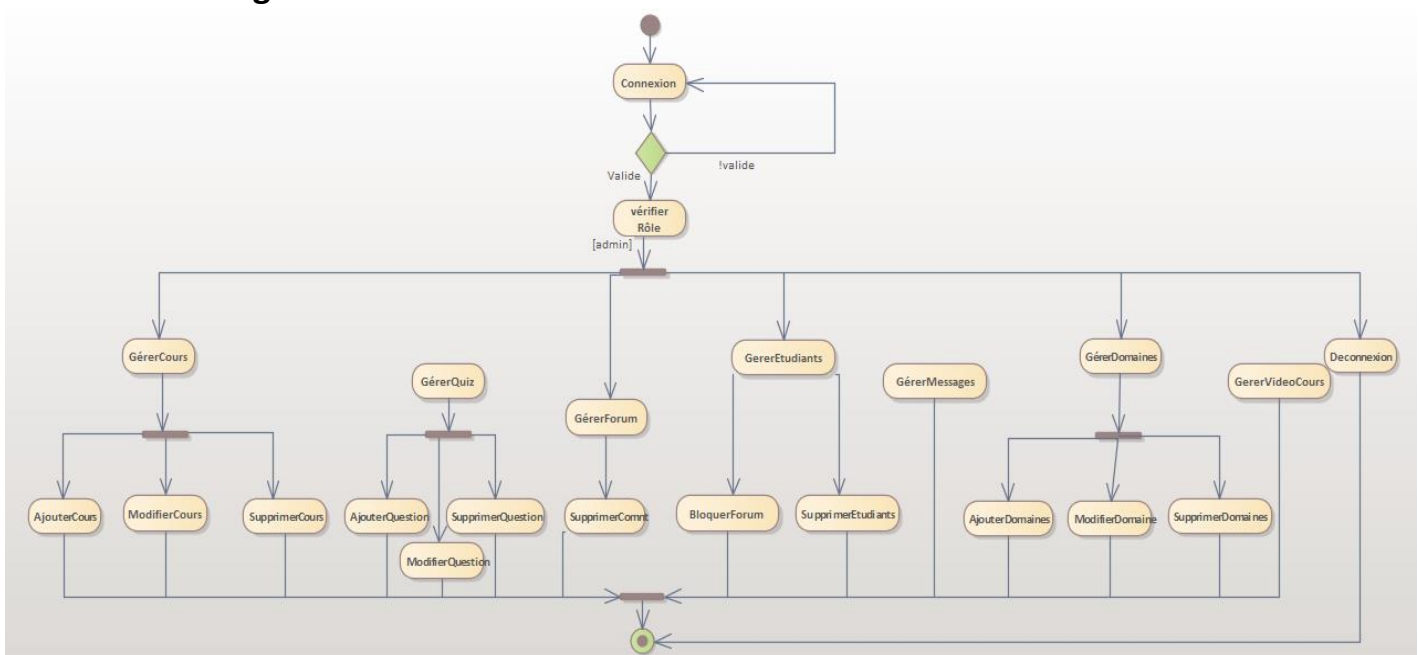 Connexion
!valide
Valide
vérifier
Rôle
[admin]
GérerCours
GererEtudiants
GérerDomaines
Deconnexion
GérerQuiz
GérerMessages
GererVideoCours
GérerForum
AjouterCours
ModifierCours
SupprimerCours
AjouterQuestion
SupprimerQuestion
SupprimerComnt
BloquerForum
SupprimerEtudiants
AjouterDomaines
ModifierDomaine
SupprimerDomaines
ModifierQuestion